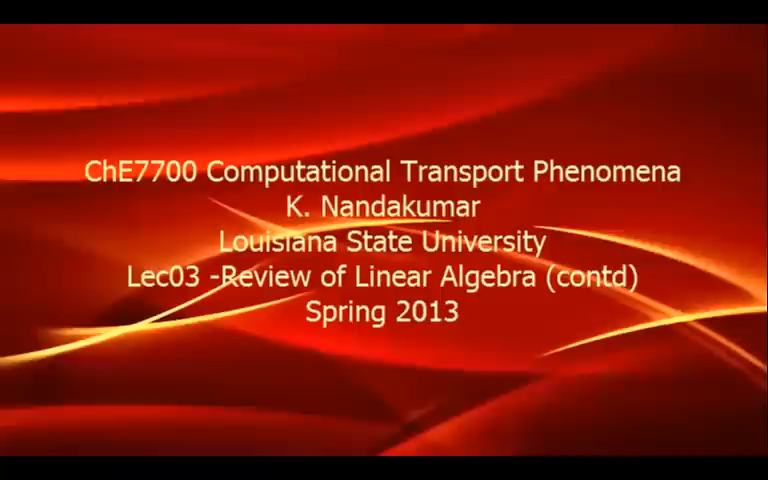 ChE7700 Computational Transport Phenomena
K. Nandakumar
Louisiana State University
Lec03 -Review of Linear Algebra (contd)
Spring 2013